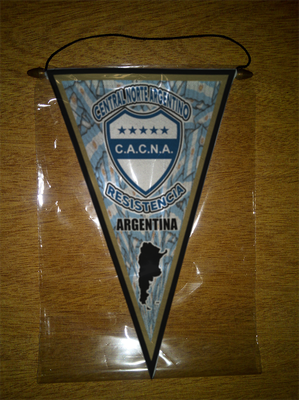 CENTRAL NORTE ARGENTINO
C.A.C.N.A.
RESISTENCIA
ARGENTINA